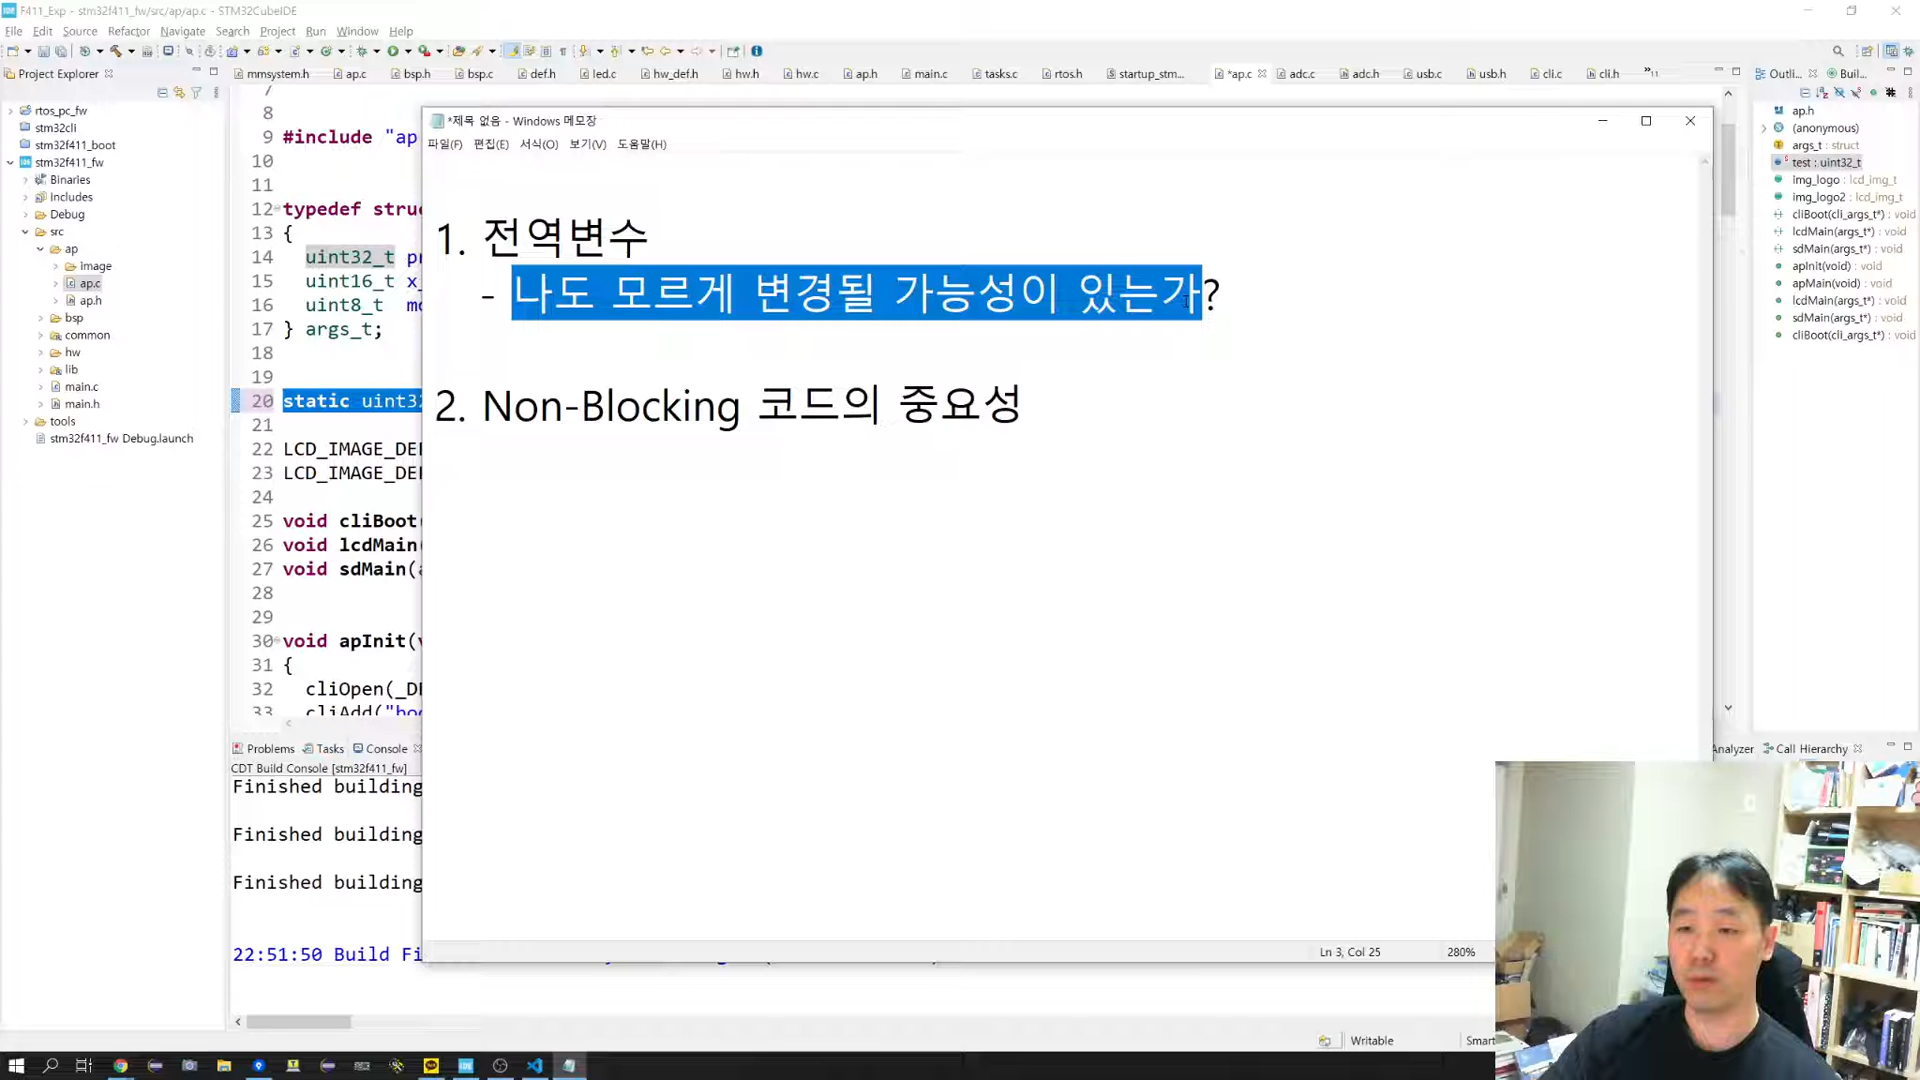 F411_Exp - stm32f411_fw/src/ap/ap.c - STM32CubeIDE
File Edit Source Refactor Navigate Search Project Run Window Help
Project Explorer
mmsystem.h ap.c bsp.h bsp.c def.h led.c hw_def.h hw.h hw.c ap.h main.c tasks.c rtos.h startup_stm... *ap.c adc.c adc.h usb.c usb.h cli.c cli.h 11
Outli... Buil...
rtos_pc_fw
stm32cli
stm32f411_boot
stm32f411_fw
Binaries
Includes
Debug
src
ap
image
ap.c
ap.h
bsp
common
hw
lib
main.c
main.h
tools
stm32f411_fw Debug.launch
7
8
9 #include "ap
10
11
12 typedef stru
13 {
14 uint32_t pr
15 uint16_t x_
16 uint8_t mo
17 } args_t;
18
19
20 static uint32
21
22 LCD_IMAGE_DEF
23 LCD_IMAGE_DEF
24
25 void cliBoot(
26 void lcdMain(
27 void sdMain(a
28
29
30 void apInit(v
31 {
32 cliOpen(_DE
33 cliAdd("boo
*제목 없음 - Windows 메모장
파일(F) 편집(E) 서식(O) 보기(V) 도움말(H)
1. 전역변수
- 나도 모르게 변경될 가능성이 있는가?
2. Non-Blocking 코드의 중요성
Ln 3, Col 25 280%
ap.h
(anonymous)
args_t : struct
test : uint32_t
img_logo : lcd_img_t
img_logo2 : lcd_img_t
cliBoot(cli_args_t*) : void
lcdMain(args_t*) : void
sdMain(args_t*) : void
apInit(void) : void
apMain(void) : void
lcdMain(args_t*) : void
sdMain(args_t*) : void
cliBoot(cli_args_t*) : void
Problems Tasks Console
Analyzer Call Hierarchy
CDT Build Console [stm32f411_fw]
Finished building
Finished building
Finished building
22:51:50 Build Fi
Writable Smart